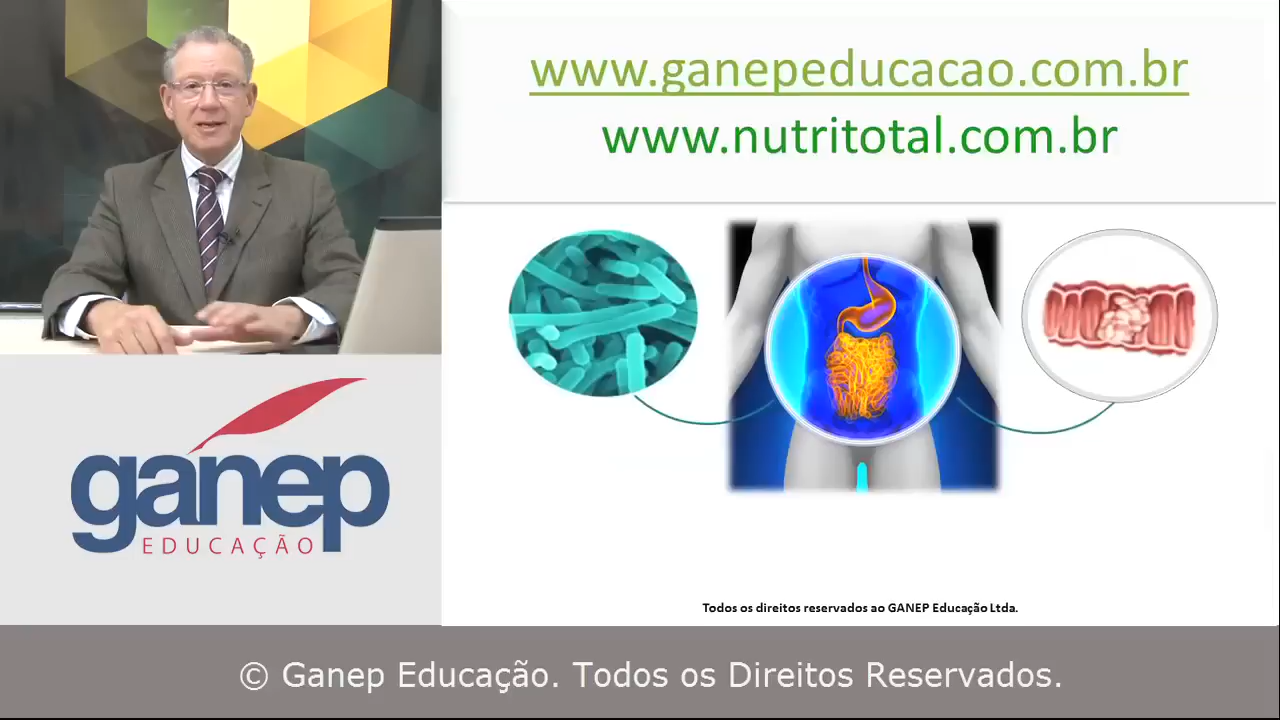 www.ganepeducacao.com.br
www.nutritotal.com.br
ganep
EDUCAÇÃO
Todos os direitos reservados ao GANEP Educação Ltda.
© Ganep Educação. Todos os Direitos Reservados.